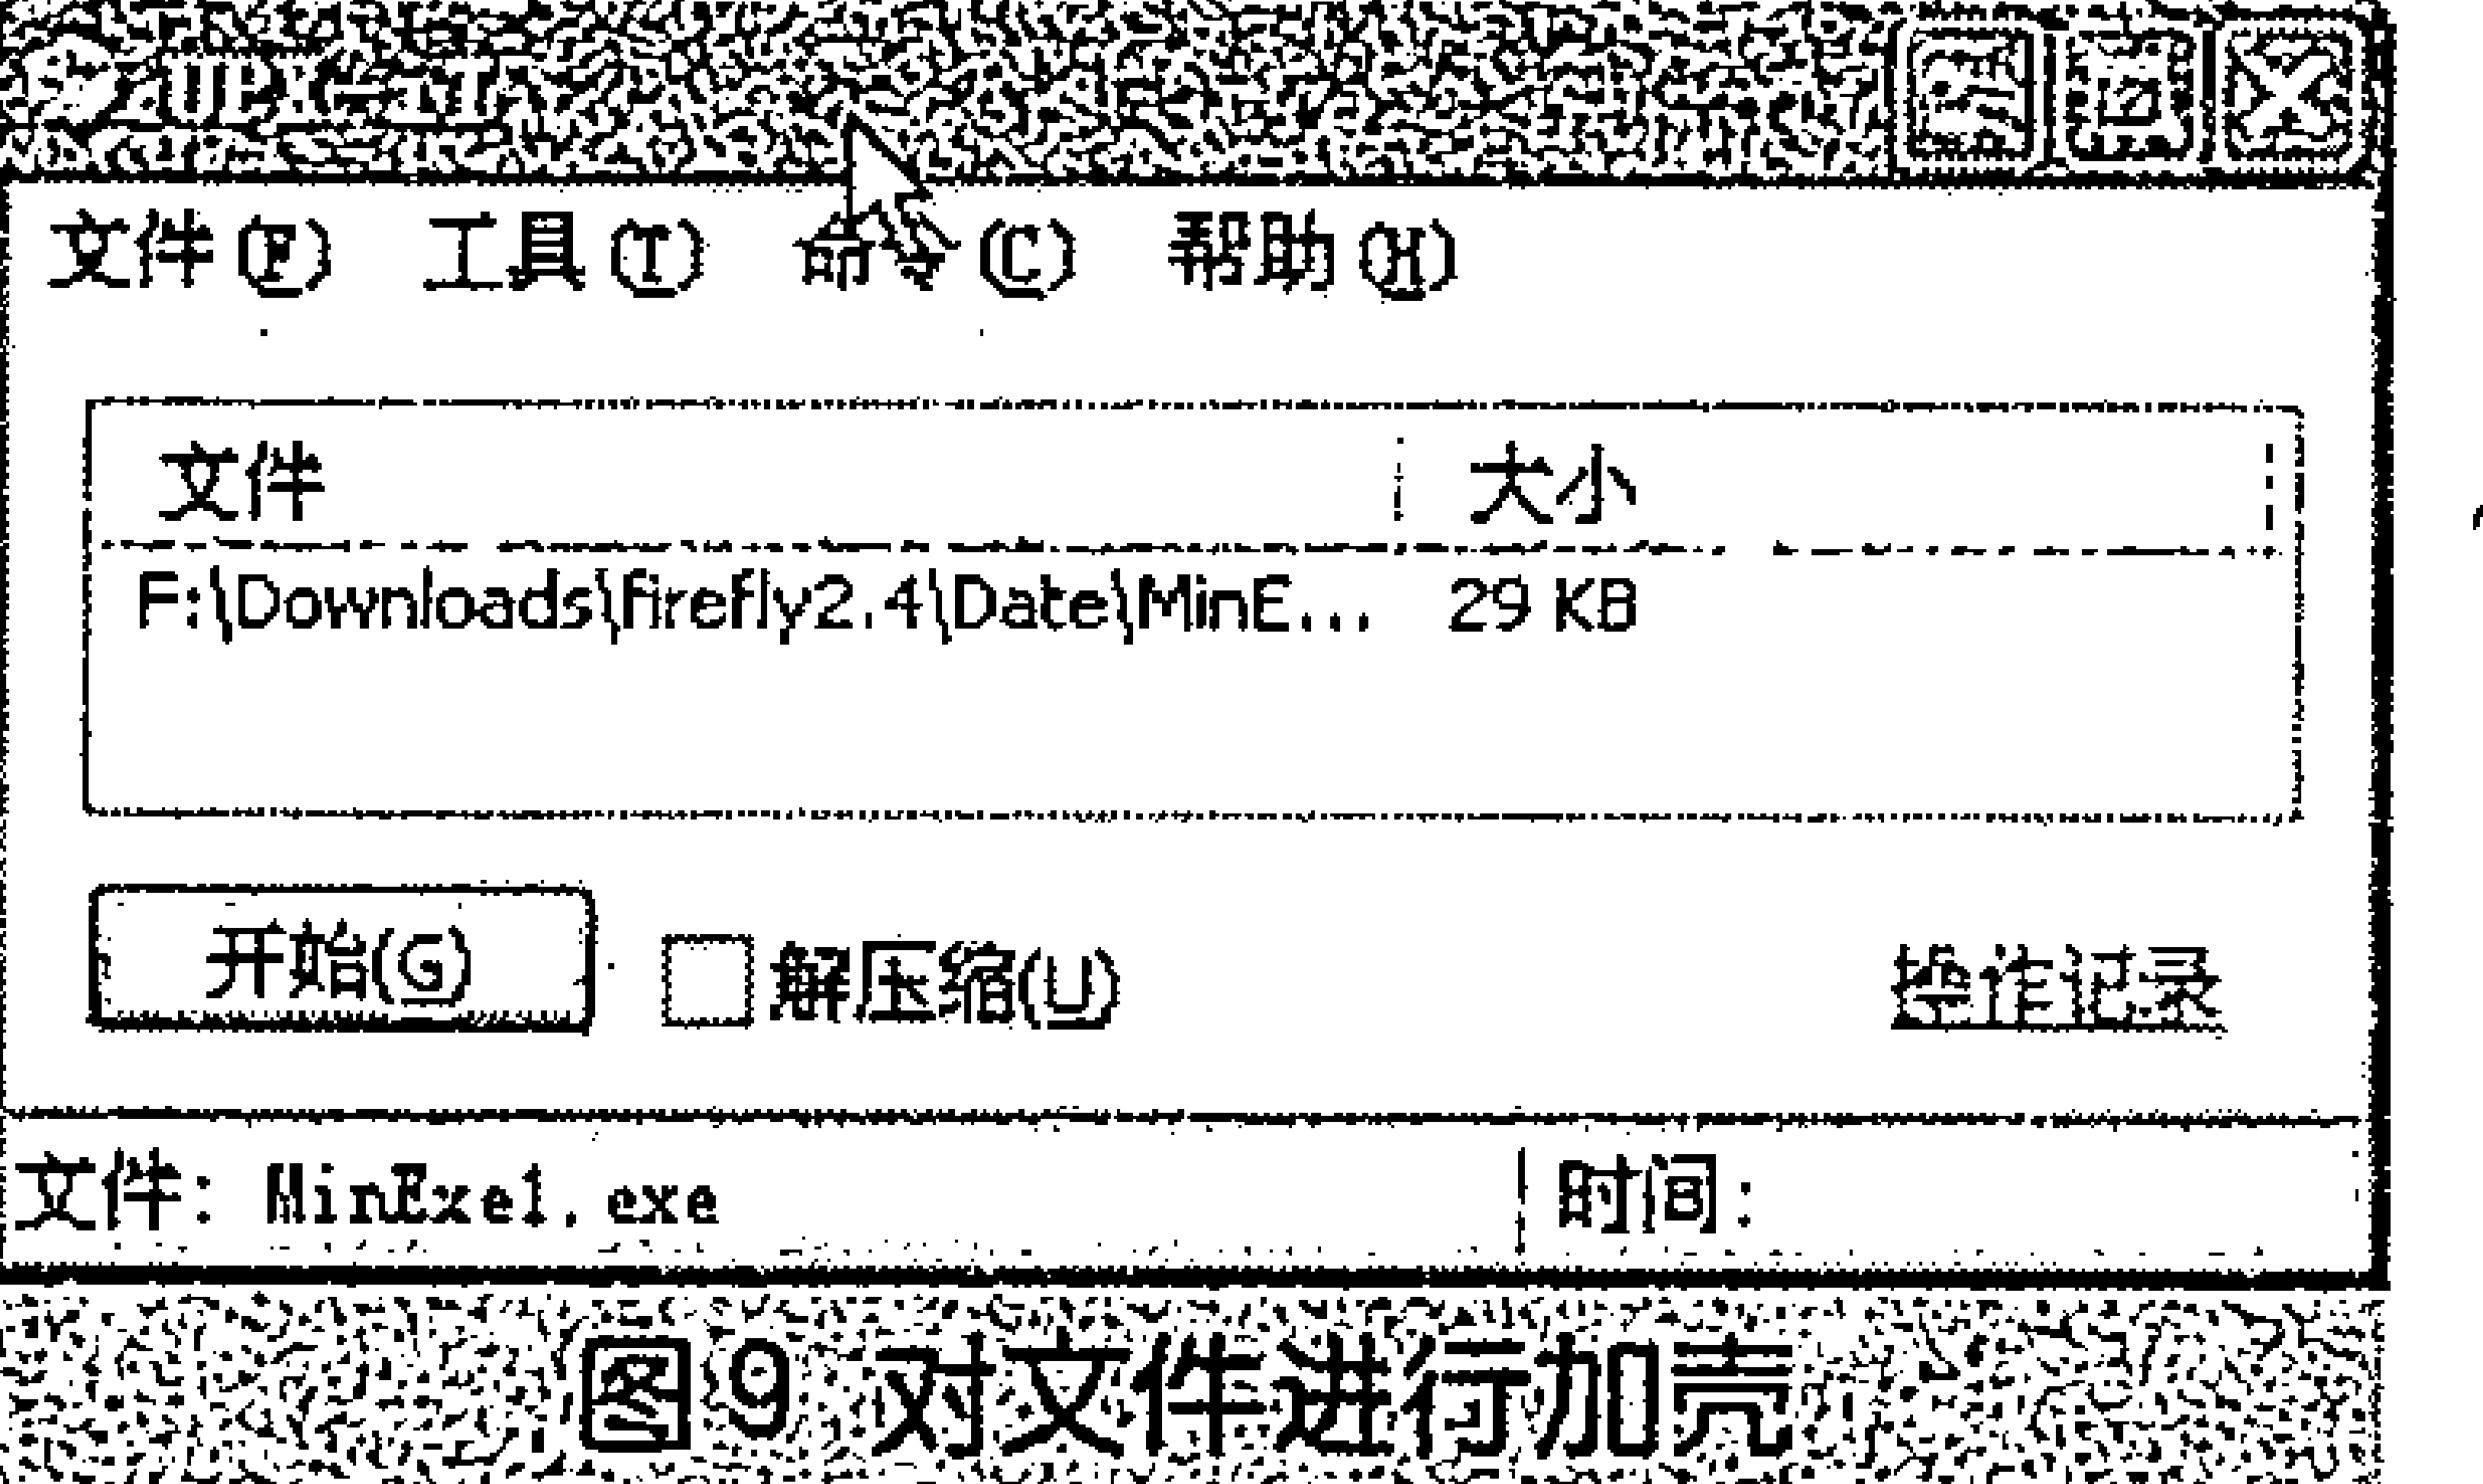 文件(F) 工具(T) 命令(C) 帮助(H)
文件 大小
F:\Downloads\firefly2.4\Date\MinE... 29 KB
开始(G) 解压缩(U) 操作记录
文件: MinExe1.exe 时间:
图9 对文件进行加壳